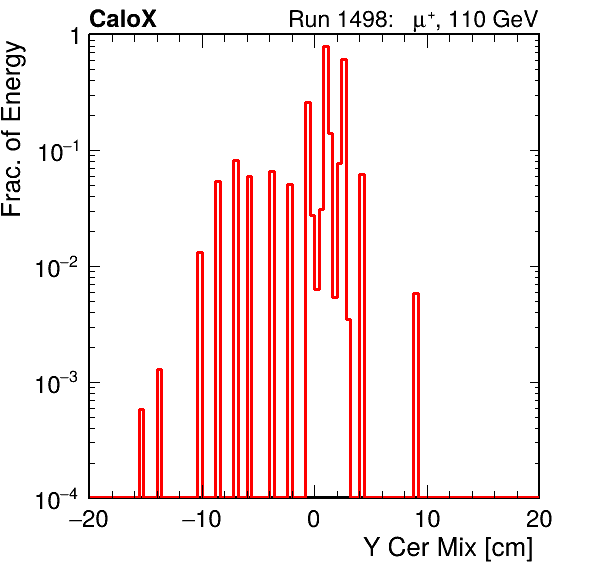 CaloX Run 1498: μ⁺, 110 GeV
Frac. of Energy
1
10⁻¹
10⁻²
10⁻³
10⁻⁴
−20 −10 0 10 20
Y Cer Mix [cm]